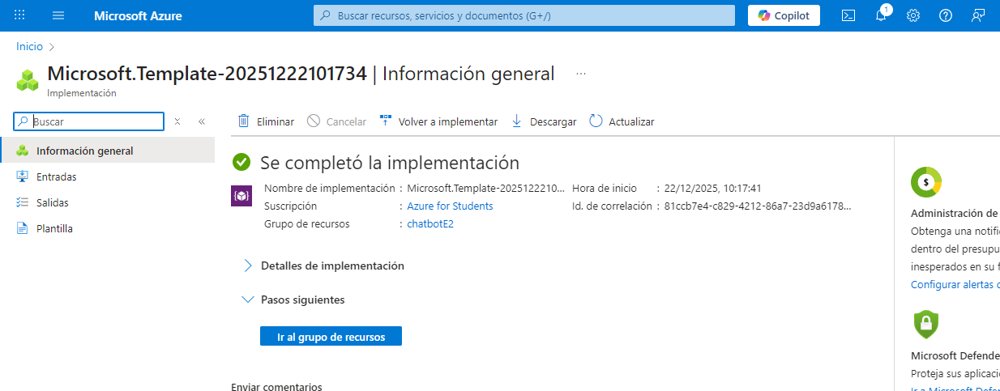 Microsoft Azure
Buscar recursos, servicios y documentos (G+/)
Copilot
1
Inicio
Microsoft.Template-20251222101734 | Información general
...
Implementación
Buscar
Eliminar
Cancelar
Volver a implementar
Descargar
Actualizar
Información general
Entradas
Salidas
Plantilla
Se completó la implementación
Nombre de implementación : Microsoft.Template-2025122210... Hora de inicio : 22/12/2025, 10:17:41
Suscripción : Azure for Students Id. de correlación : 81ccb7e4-c829-4212-86a7-23d9a6178...
Grupo de recursos : chatbotE2
Detalles de implementación
Pasos siguientes
Ir al grupo de recursos
Enviar comentarios
$
Administración de
Obtenga una notifi
dentro del presupu
inesperados en su f
Configurar alertas
Microsoft Defende
Proteja sus aplicaci
Ir a Microsoft Defe